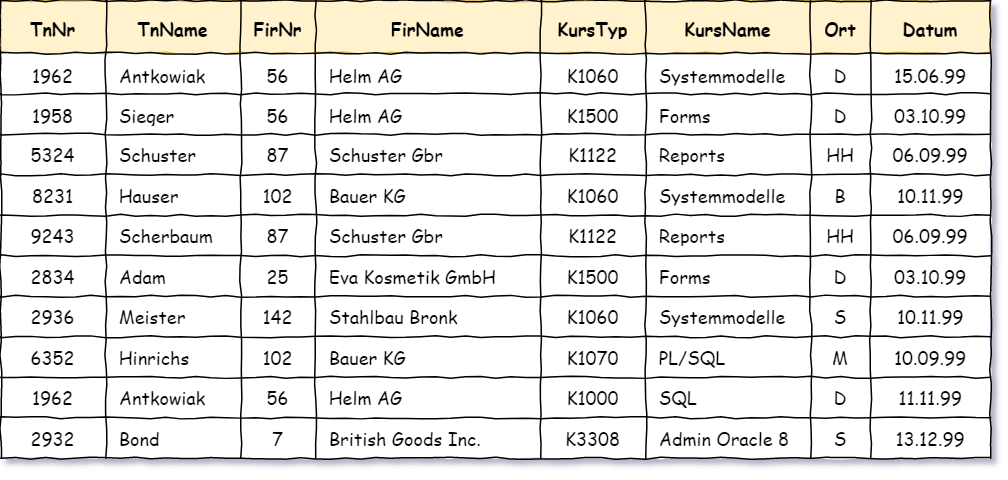 TnNr TnName FirNr FirName KursTyp KursName Ort Datum
1962 Antkowiak 56 Helm AG K1060 Systemmodelle D 15.06.99
1958 Sieger 56 Helm AG K1500 Forms D 03.10.99
5324 Schuster 87 Schuster Gbr K1122 Reports HH 06.09.99
8231 Hauser 102 Bauer KG K1060 Systemmodelle B 10.11.99
9243 Scherbaum 87 Schuster Gbr K1122 Reports HH 06.09.99
2834 Adam 25 Eva Kosmetik GmbH K1500 Forms D 03.10.99
2936 Meister 142 Stahlbau Bronk K1060 Systemmodelle S 10.11.99
6352 Hinrichs 102 Bauer KG K1070 PL/SQL M 10.09.99
1962 Antkowiak 56 Helm AG K1000 SQL D 11.11.99
2932 Bond 7 British Goods Inc. K3308 Admin Oracle 8 S 13.12.99